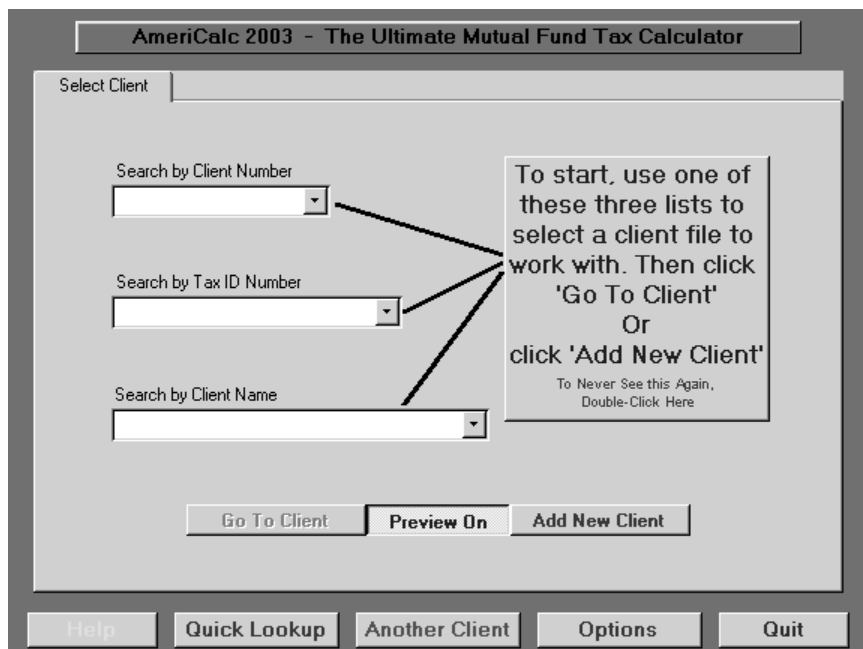 AmeriCalc 2003 - The Ultimate Mutual Fund Tax Calculator
Select Client
Search by Client Number
Search by Tax ID Number
Search by Client Name
To start, use one of
these three lists to
select a client file to
work with. Then click
'Go To Client'
Or
click 'Add New Client'
To Never See this Again,
Double-Click Here
Go To Client
Preview On
Add New Client
Help
Quick Lookup
Another Client
Options
Quit